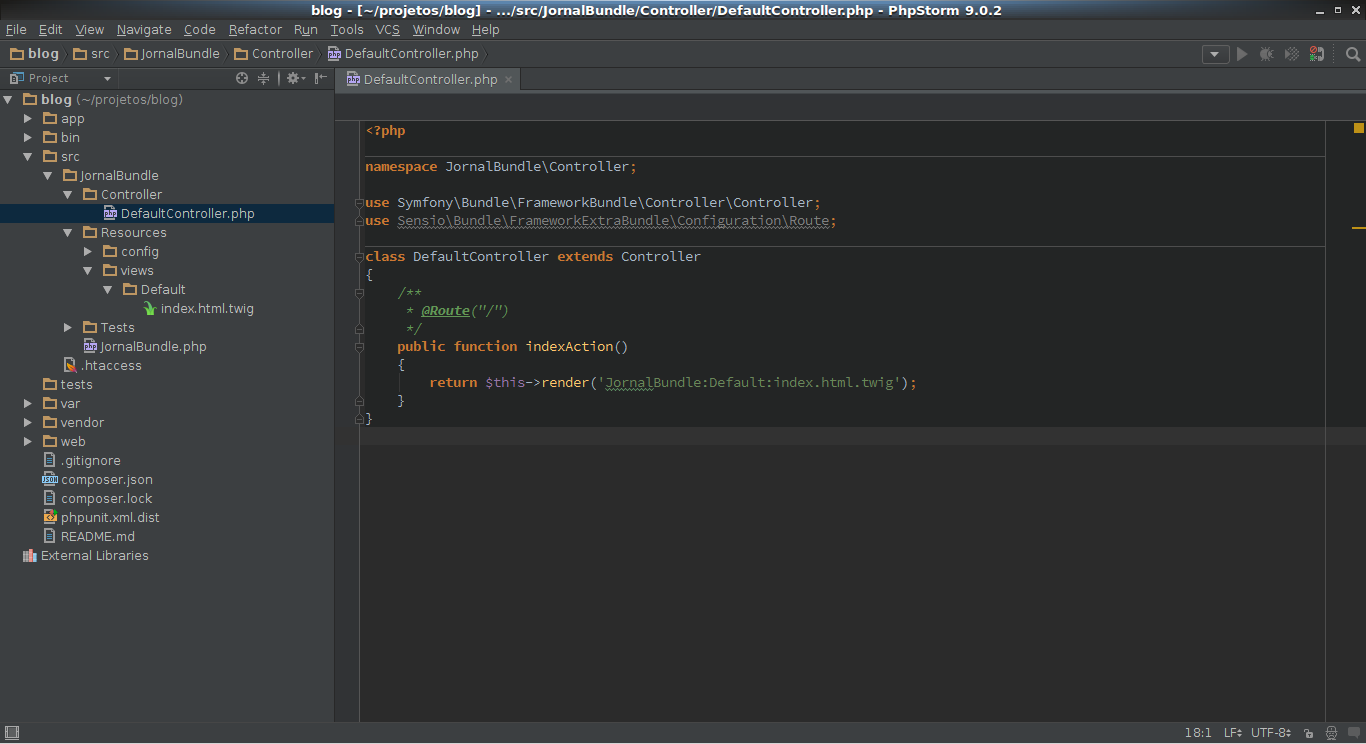 blog - [~/projetos/blog] - .../src/JornalBundle/Controller/DefaultController.php - PhpStorm 9.0.2
File Edit View Navigate Code Refactor Run Tools VCS Window Help
blog src JornalBundle Controller DefaultController.php
Project
DefaultController.php
blog (~/projetos/blog)
app
bin
src
JornalBundle
Controller
DefaultController.php
Resources
config
views
Default
index.html.twig
Tests
JornalBundle.php
.htaccess
tests
var
vendor
web
.gitignore
composer.json
composer.lock
phpunit.xml.dist
README.md
External Libraries
<?php
namespace JornalBundle\Controller;
use Symfony\Bundle\FrameworkBundle\Controller\Controller;
use Sensio\Bundle\FrameworkExtraBundle\Configuration\Route;
class DefaultController extends Controller
{
/**
* @Route("/")
*/
public function indexAction()
{
return $this->render('JornalBundle:Default:index.html.twig');
}
}
18:1 LF UTF-8